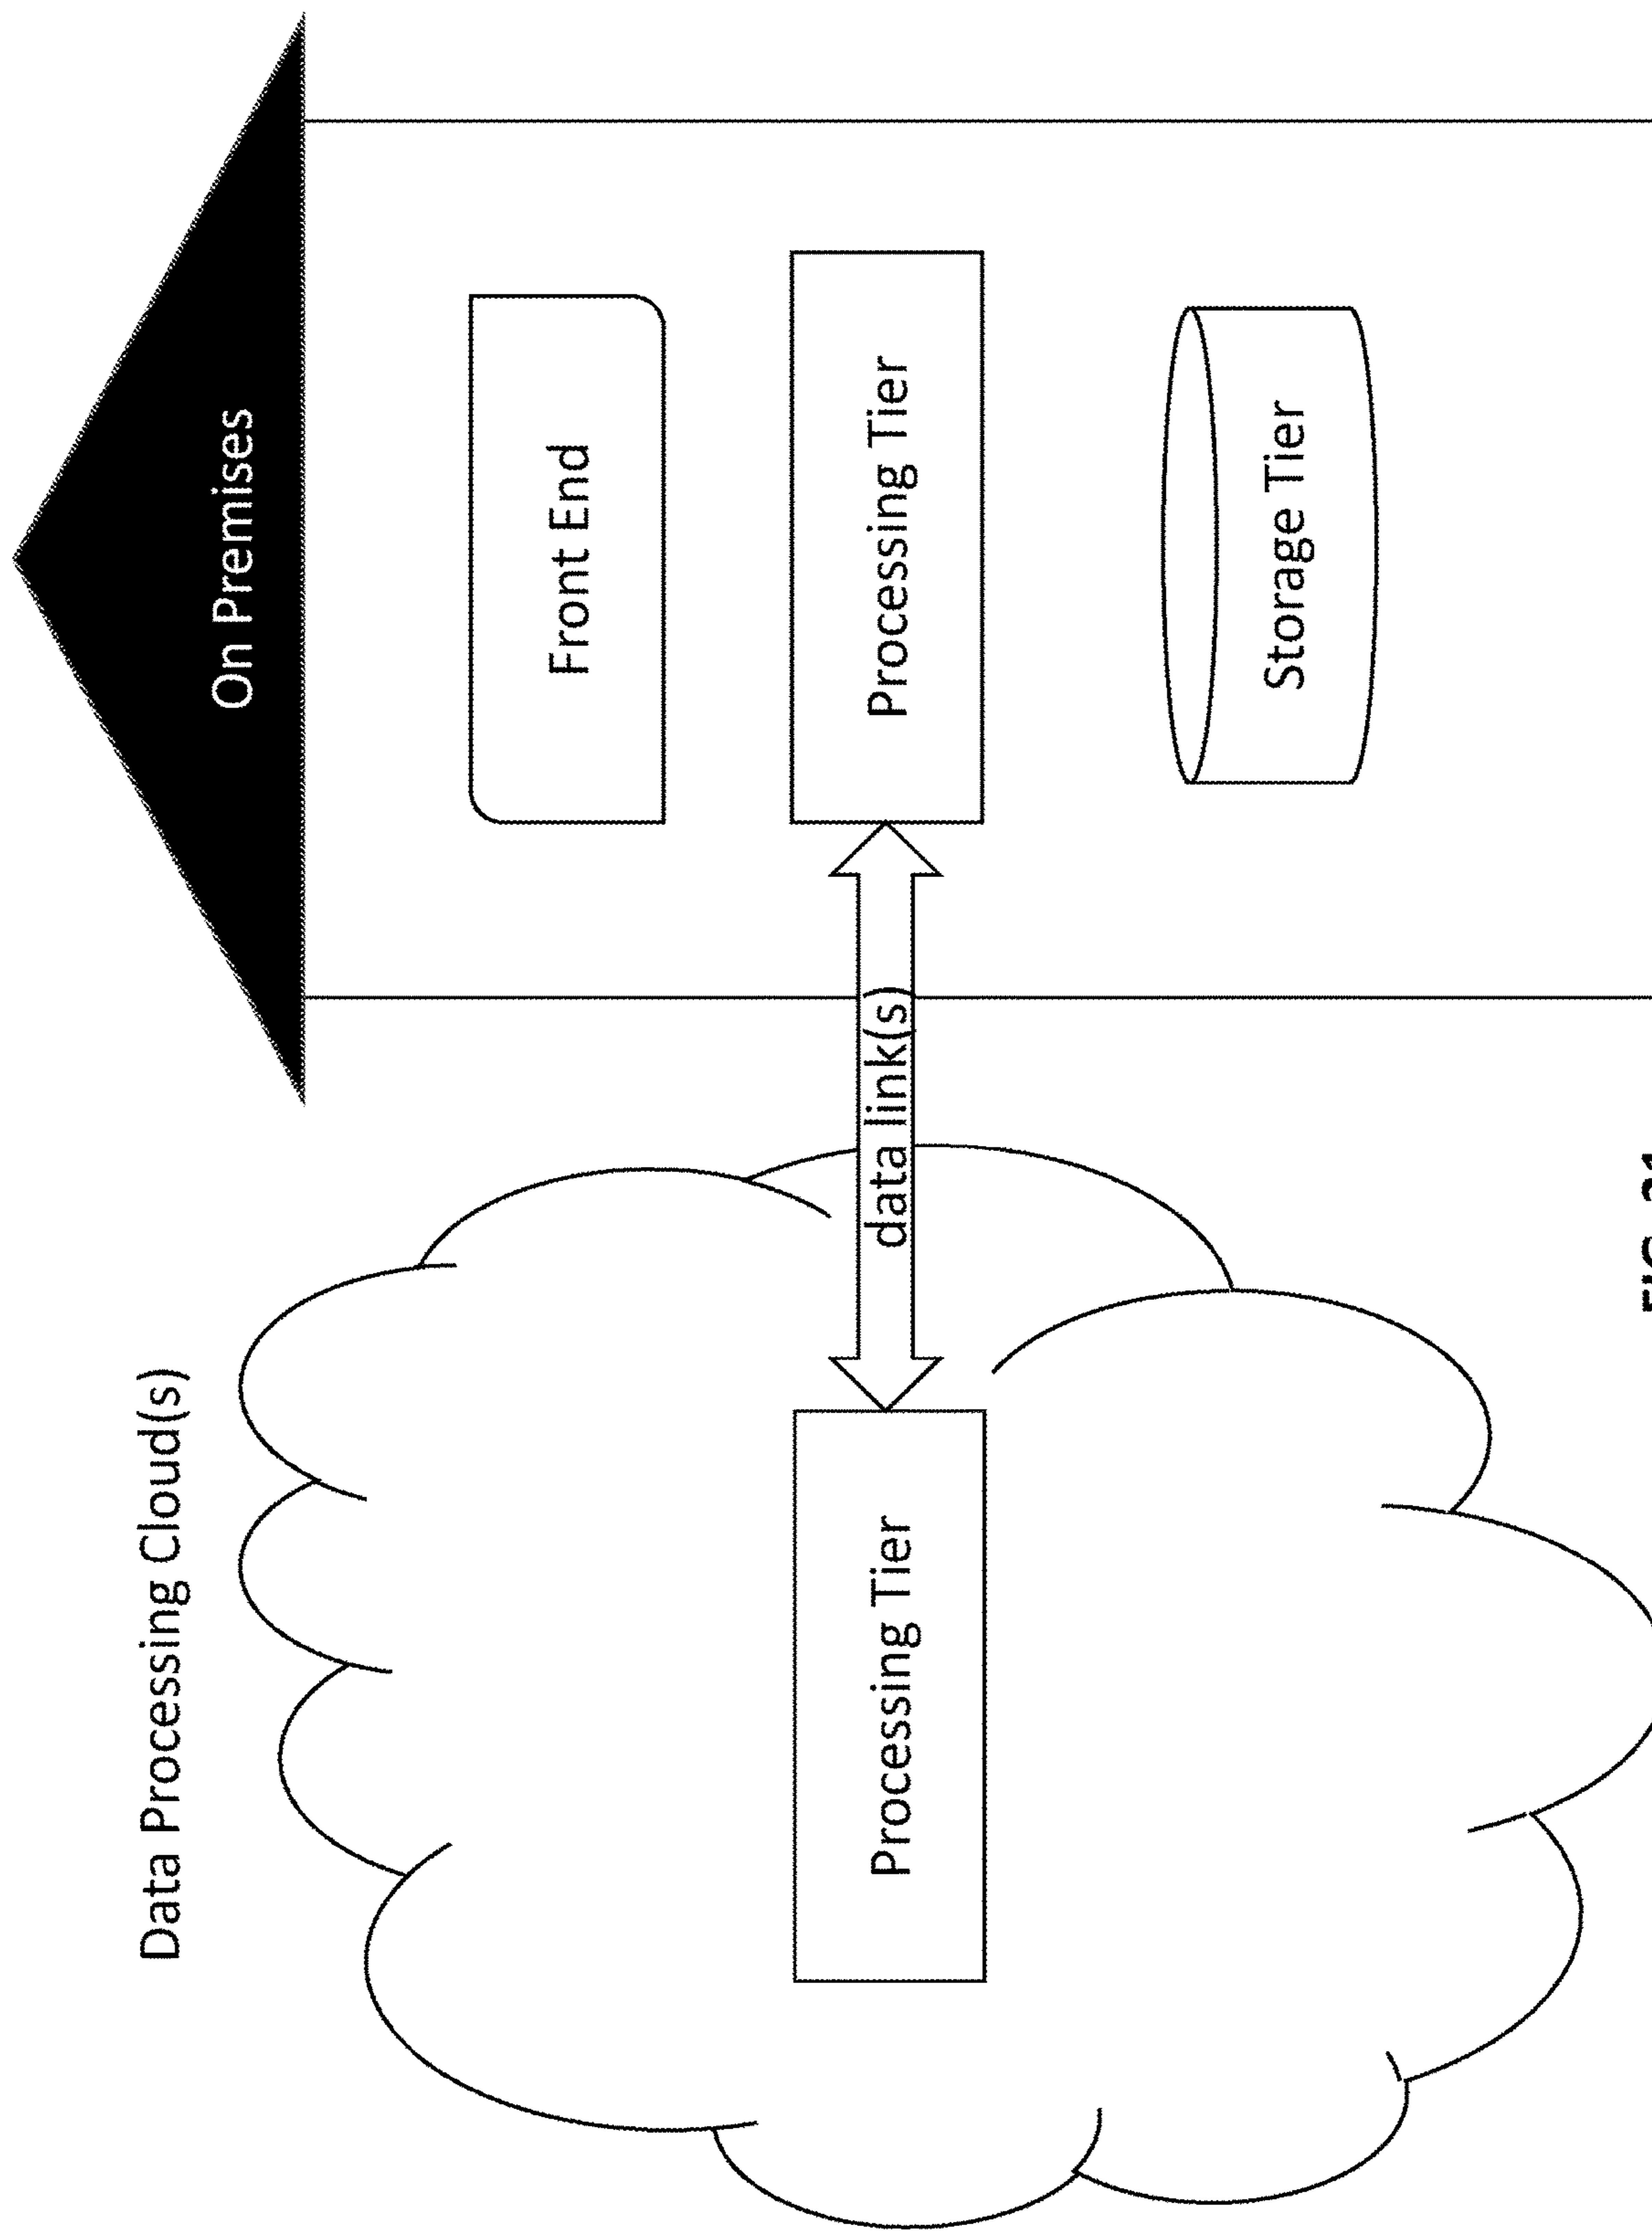 Data Processing Cloud(s)
On Premises
Front End
Processing Tier
data link(s)
Processing Tier
Storage Tier